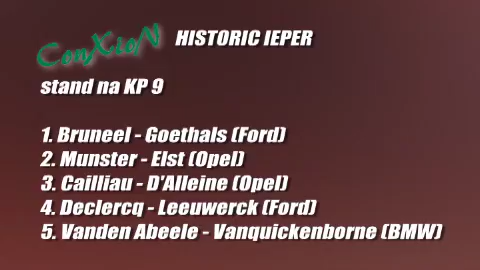 ConXioN HISTORIC IEPER
stand na KP 9
1. Bruneel - Goethals (Ford)
2. Munster - Elst (Opel)
3. Cailliau - D'Alleine (Opel)
4. Declercq - Leeuwerck (Ford)
5. Vanden Abeele - Vanquickenborne (BMW)